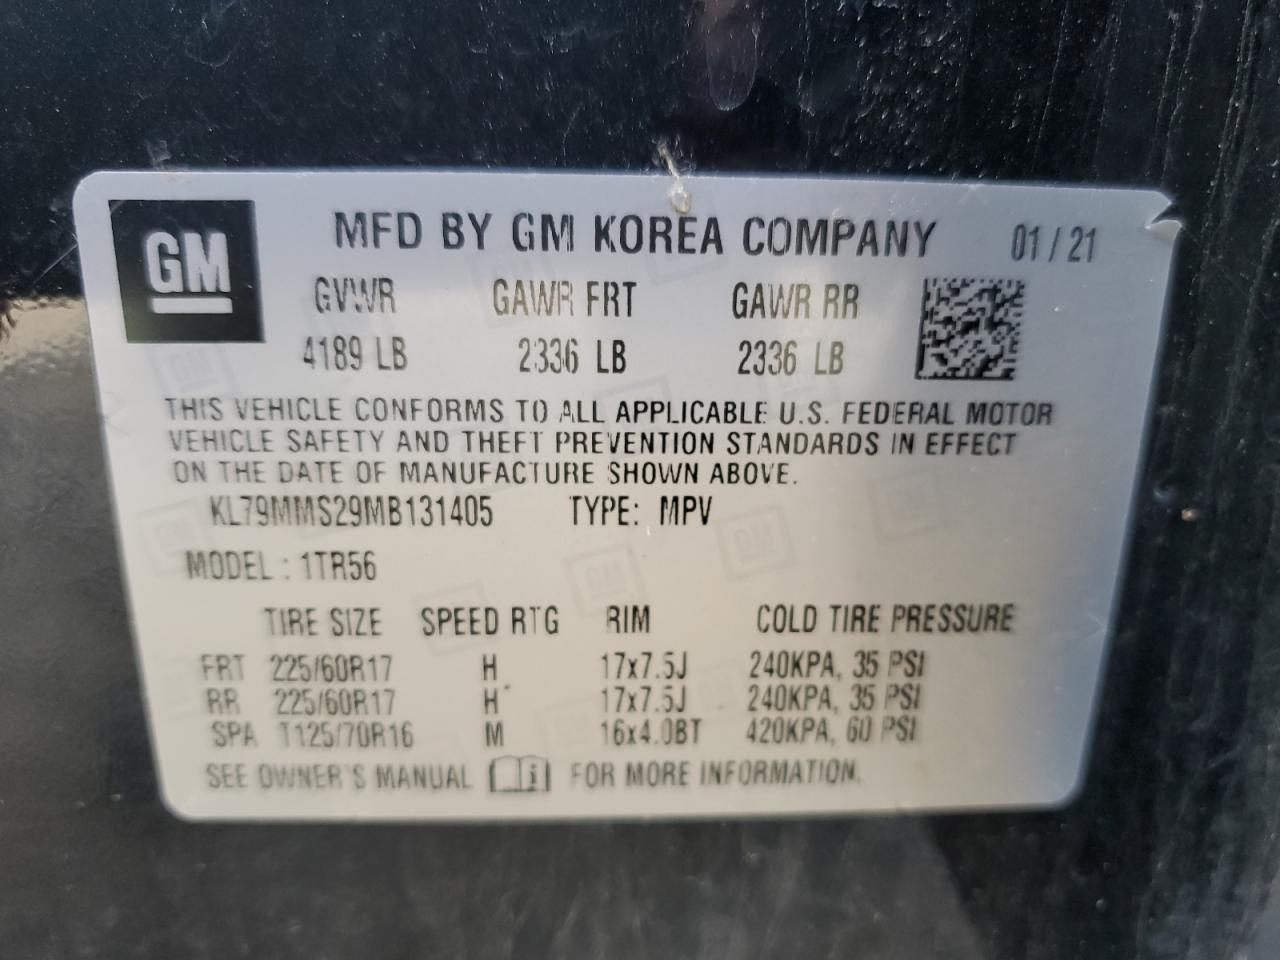 GM
MFD BY GM KOREA COMPANY 01/21
GVWR GAWR FRT GAWR RR
4189 LB 2336 LB 2336 LB
THIS VEHICLE CONFORMS TO ALL APPLICABLE U.S. FEDERAL MOTOR
VEHICLE SAFETY AND THEFT PREVENTION STANDARDS IN EFFECT
ON THE DATE OF MANUFACTURE SHOWN ABOVE.
KL79MMS29MB131405 TYPE: MPV
MODEL: 1TR56
TIRE SIZE SPEED RTG RIM COLD TIRE PRESSURE
FRT 225/60R17 H 17x7.5J 240KPA, 35 PSI
RR 225/60R17 H 17x7.5J 240KPA, 35 PSI
SPA T125/70R16 M 16x4.0BT 420KPA, 60 PSI
SEE OWNER'S MANUAL i FOR MORE INFORMATION.